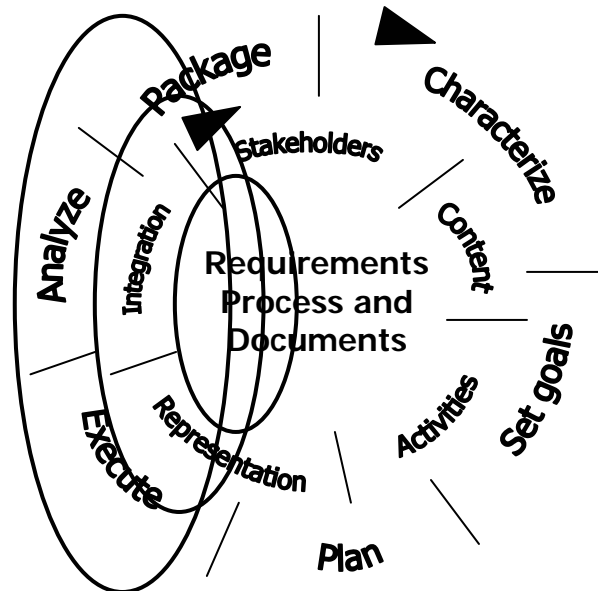 Package
Characterize
Stakeholders
Analyze
Integration
Content
Requirements
Process and
Documents
Set goals
Activities
Representation
Execute
Plan